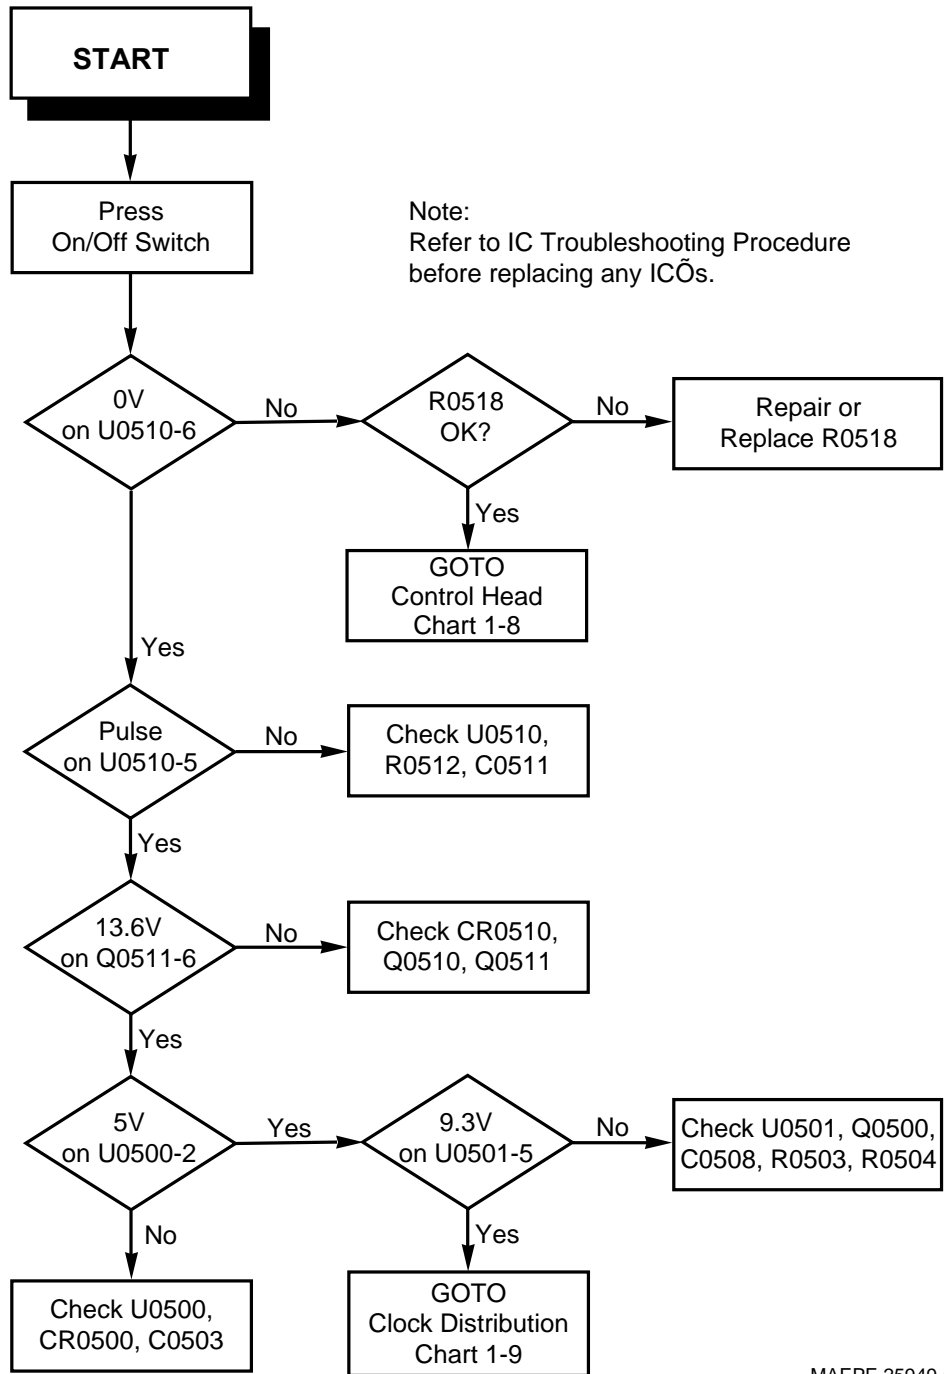 START
Press
On/Off Switch
Note:
Refer to IC Troubleshooting Procedure
before replacing any ICÕs.
0V
on U0510-6
No
R0518
OK?
No
Repair or
Replace R0518
Yes
GOTO
Control Head
Chart 1-8
Yes
Pulse
on U0510-5
No
Check U0510,
R0512, C0511
Yes
13.6V
on Q0511-6
No
Check CR0510,
Q0510, Q0511
Yes
5V
on U0500-2
Yes
9.3V
on U0501-5
No
Check U0501, Q0500,
C0508, R0503, R0504
No
Yes
Check U0500,
CR0500, C0503
GOTO
Clock Distribution
Chart 1-9